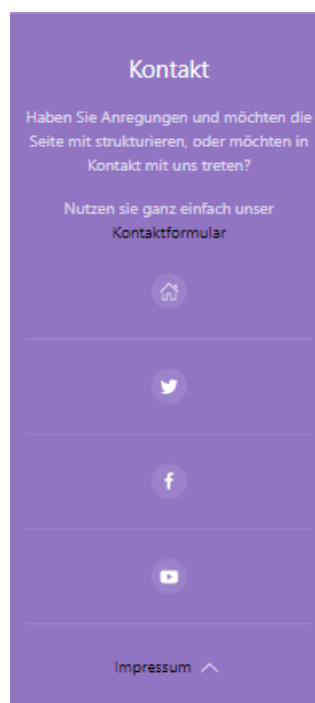 Kontakt
Haben Sie Anregungen und möchten die
Seite mit strukturieren, oder möchten in
Kontakt mit uns treten?
Nutzen sie ganz einfach unser
Kontaktformular
Impressum